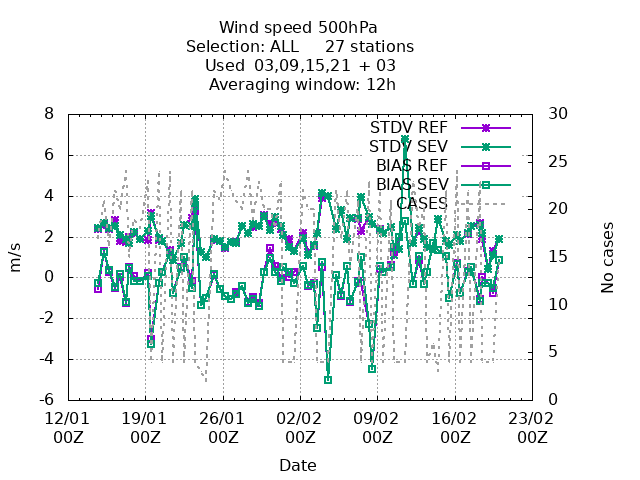 Wind speed 500hPa
Selection: ALL 27 stations
Used 03,09,15,21 + 03
Averaging window: 12h
STDV REF
STDV SEV
BIAS REF
BIAS SEV
CASES
8
6
4
2
0
-2
-4
-6
m/s
30
25
20
15
10
5
0
No cases
12/01 19/01 26/01 02/02 09/02 16/02 23/02
00Z 00Z 00Z 00Z 00Z 00Z 00Z
Date